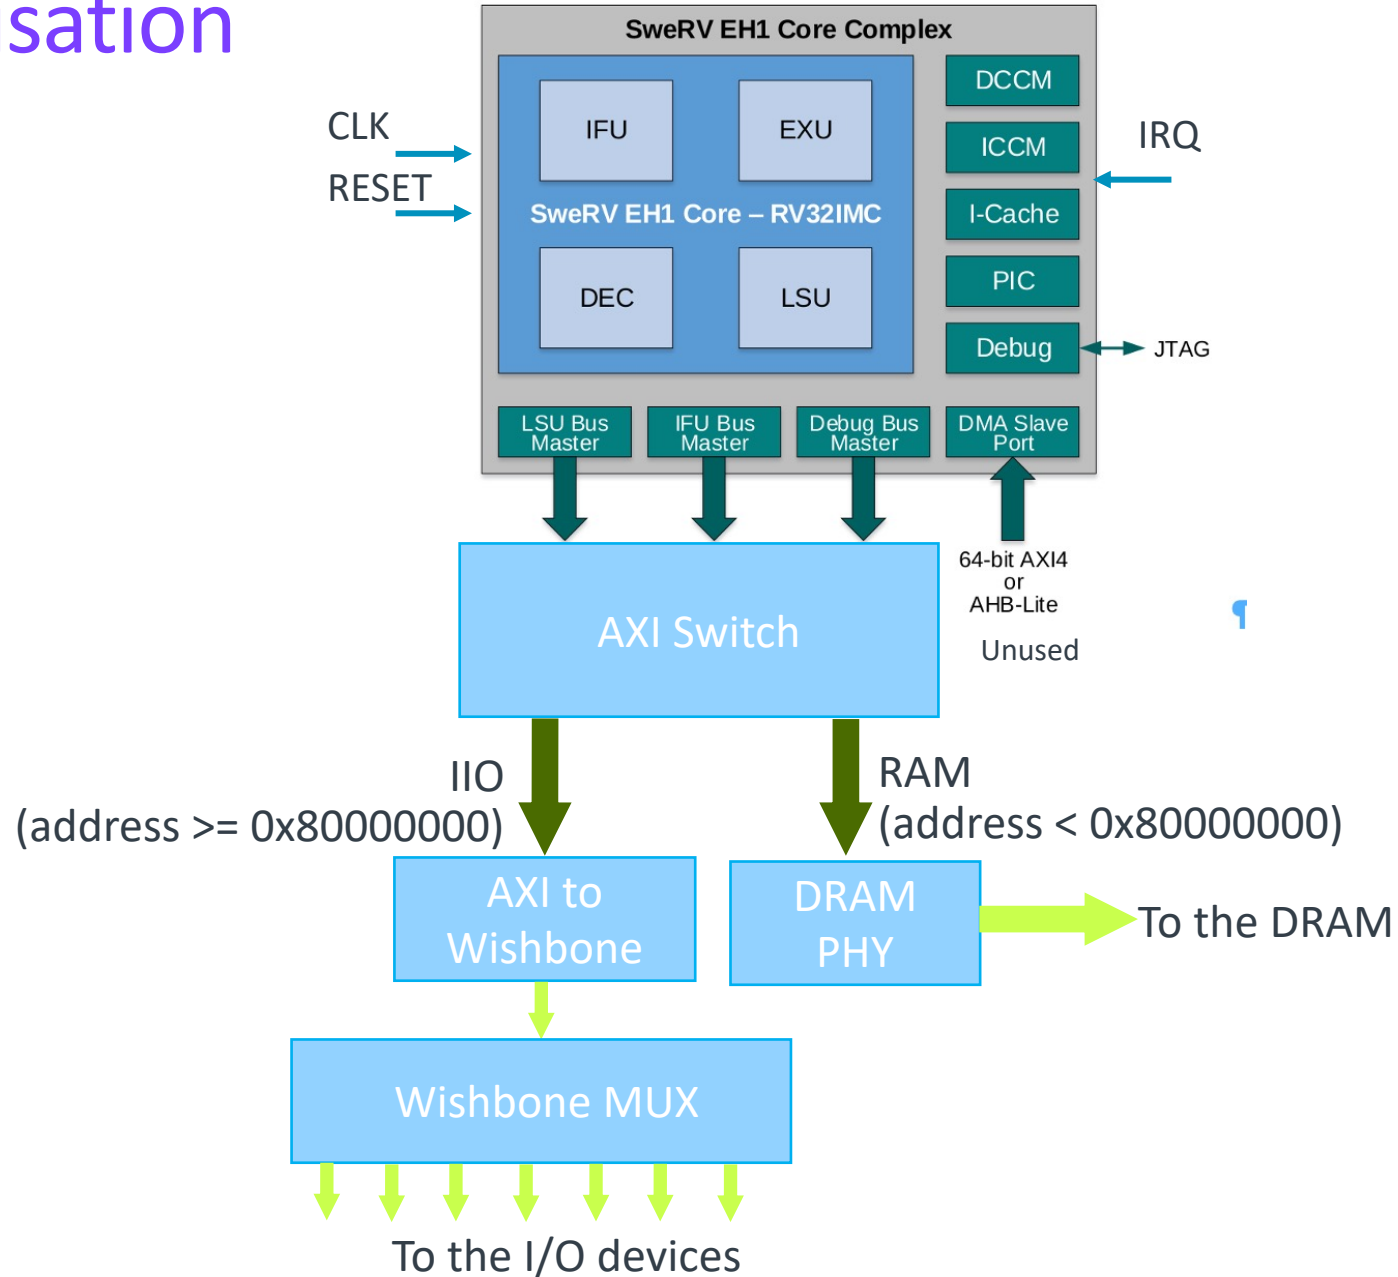 isation
SweRV EH1 Core Complex
CLK
RESET
IFU
EXU
SweRV EH1 Core – RV32IMC
DEC
LSU
DCCM
ICCM
I-Cache
PIC
Debug
IRQ
JTAG
LSU Bus
Master
IFU Bus
Master
Debug Bus
Master
DMA Slave
Port
64-bit AXI4
or
AHB-Lite
Unused
¶
AXI Switch
IIO
(address >= 0x80000000)
RAM
(address < 0x80000000)
AXI to
Wishbone
DRAM
PHY
To the DRAM
Wishbone MUX
To the I/O devices